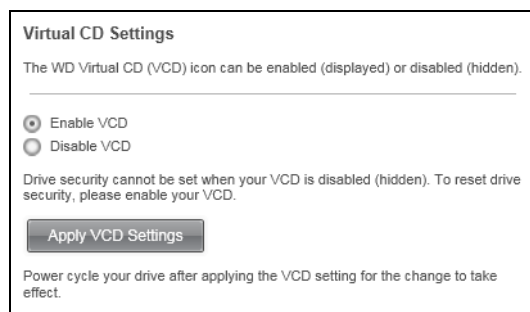 Virtual CD Settings
The WD Virtual CD (VCD) icon can be enabled (displayed) or disabled (hidden).
Enable VCD
Disable VCD
Drive security cannot be set when your VCD is disabled (hidden). To reset drive
security, please enable your VCD.
Apply VCD Settings
Power cycle your drive after applying the VCD setting for the change to take
effect.